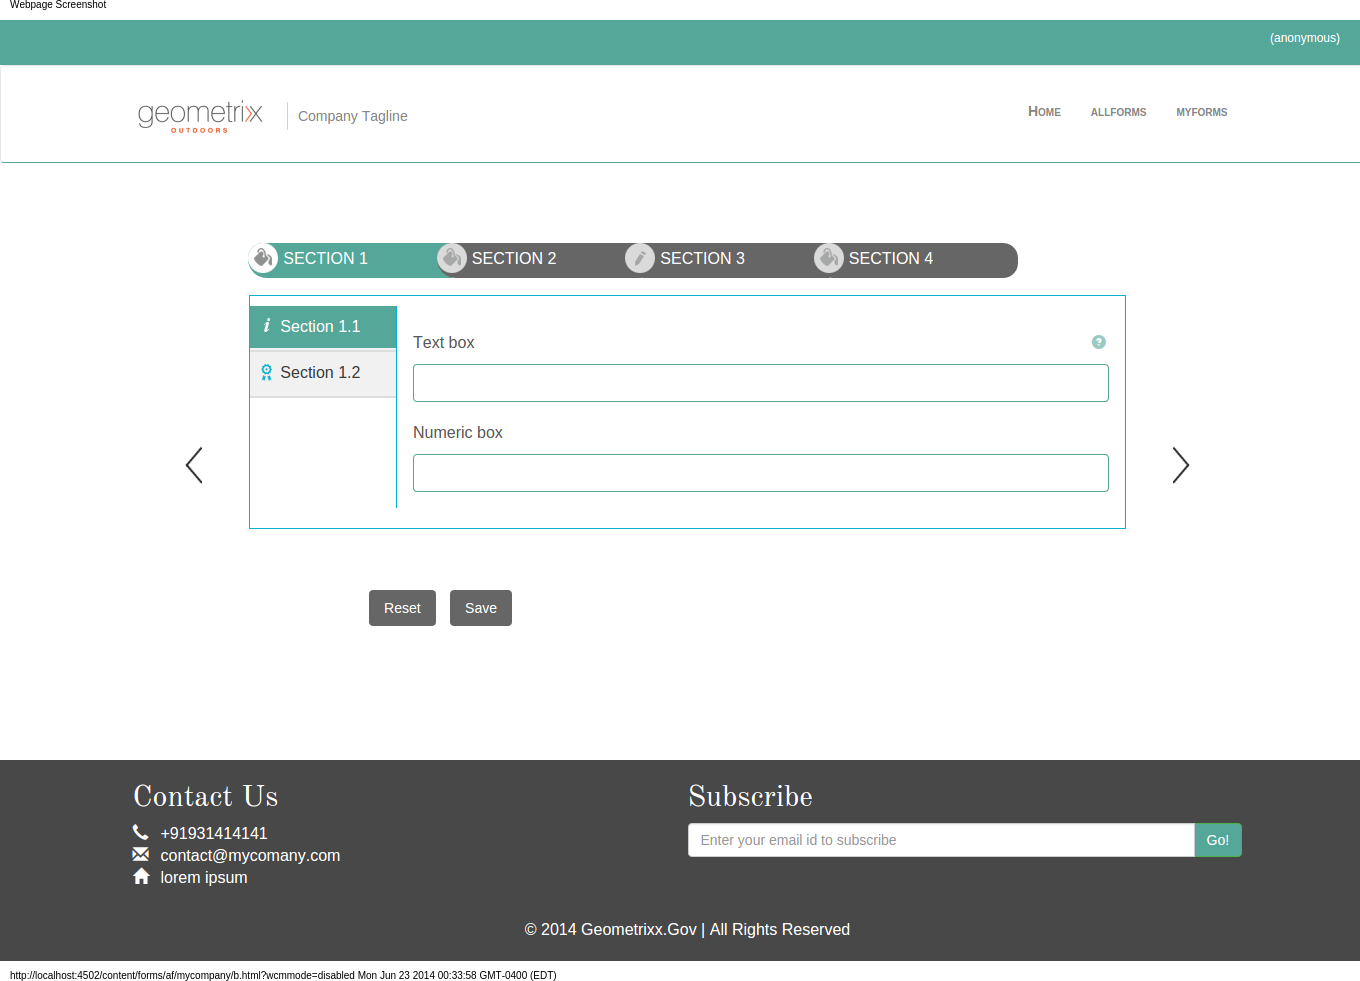 Webpage Screenshot
(anonymous)
geometrixx
OUTDOORS
Company Tagline
HOME ALLFORMS MYFORMS
SECTION 1 SECTION 2 SECTION 3 SECTION 4
i Section 1.1
Section 1.2
Text box ?
Numeric box
Reset Save
Contact Us
+91931414141
contact@mycomany.com
lorem ipsum
Subscribe
Enter your email id to subscribe Go!
© 2014 Geometrixx.Gov | All Rights Reserved
http://localhost:4502/content/forms/af/mycompany/b.html?wcmmode=disabled Mon Jun 23 2014 00:33:58 GMT-0400 (EDT)